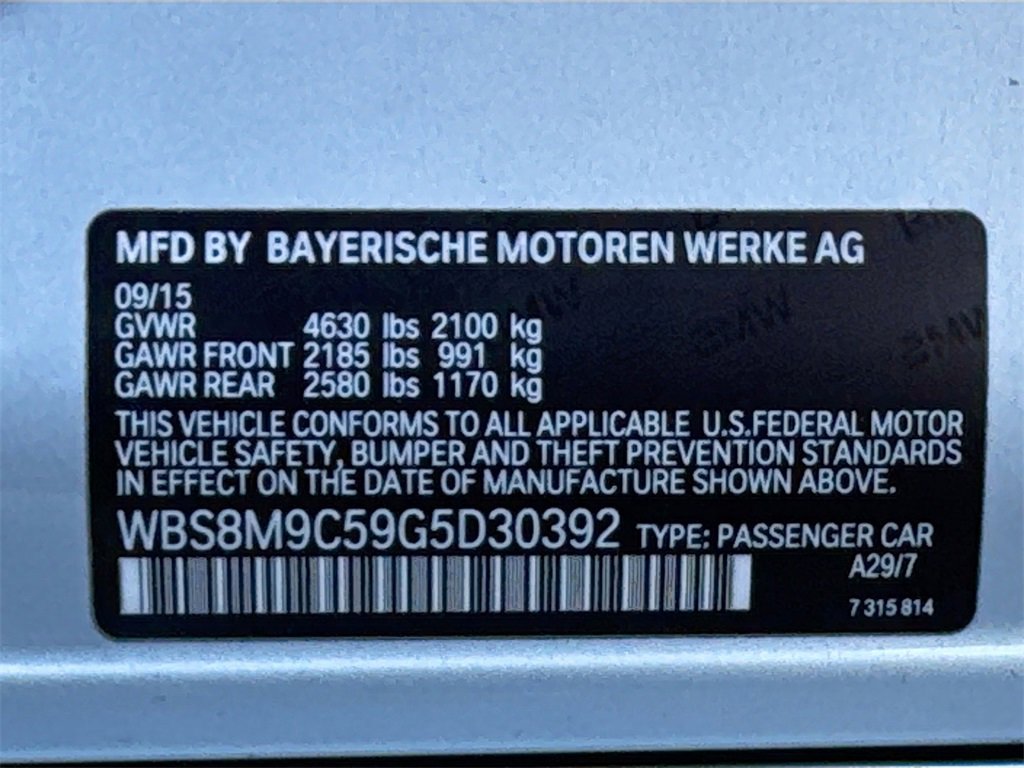 MFD BY BAYERISCHE MOTOREN WERKE AG
09/15
GVWR 4630 lbs 2100 kg
GAWR FRONT 2185 lbs 991 kg
GAWR REAR 2580 lbs 1170 kg
THIS VEHICLE CONFORMS TO ALL APPLICABLE U.S.FEDERAL MOTOR
VEHICLE SAFETY, BUMPER AND THEFT PREVENTION STANDARDS
IN EFFECT ON THE DATE OF MANUFACTURE SHOWN ABOVE.
WBS8M9C59G5D30392 TYPE: PASSENGER CAR
A29/7
7 315 814
BMW
BMW
BMW